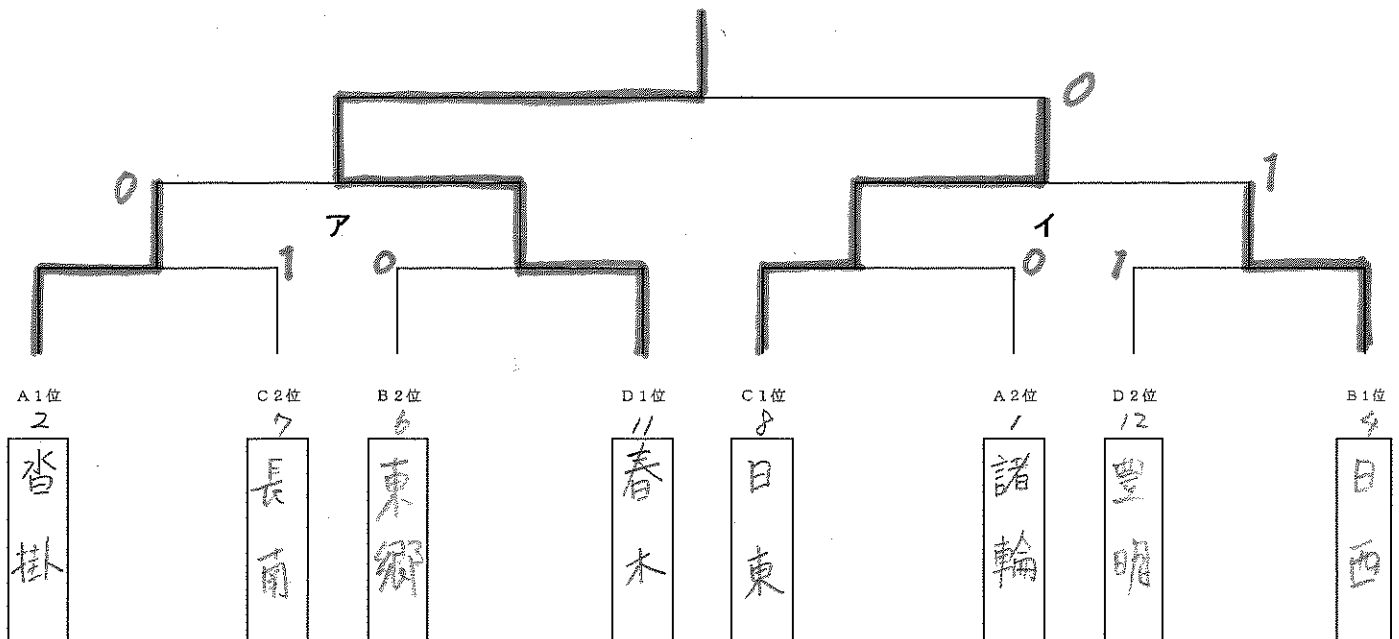 0
0
1
ア
イ
1
0
0
1
A1位
C2位
B2位
D1位
C1位
A2位
D2位
B1位
2
7
6
11
8
1
12
4
沓掛
長南
東郷
春木
日東
諸輪
豊明
日西